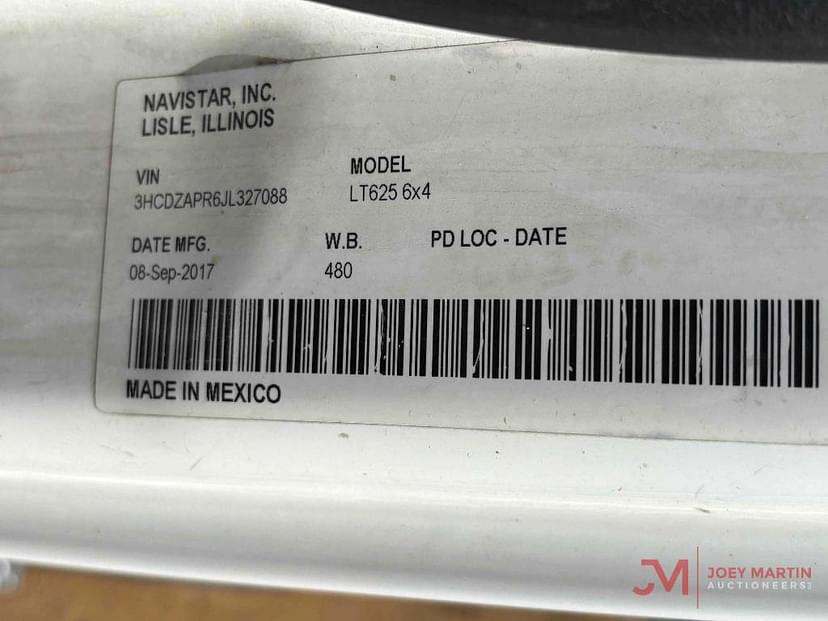 NAVISTAR, INC.
LISLE, ILLINOIS
VIN
MODEL
3HCDZAPR6JL327088
LT625 6x4
DATE MFG.
W.B.
PD LOC - DATE
08-Sep-2017
480
MADE IN MEXICO
JM
JOEY MARTIN
AUCTIONEERS